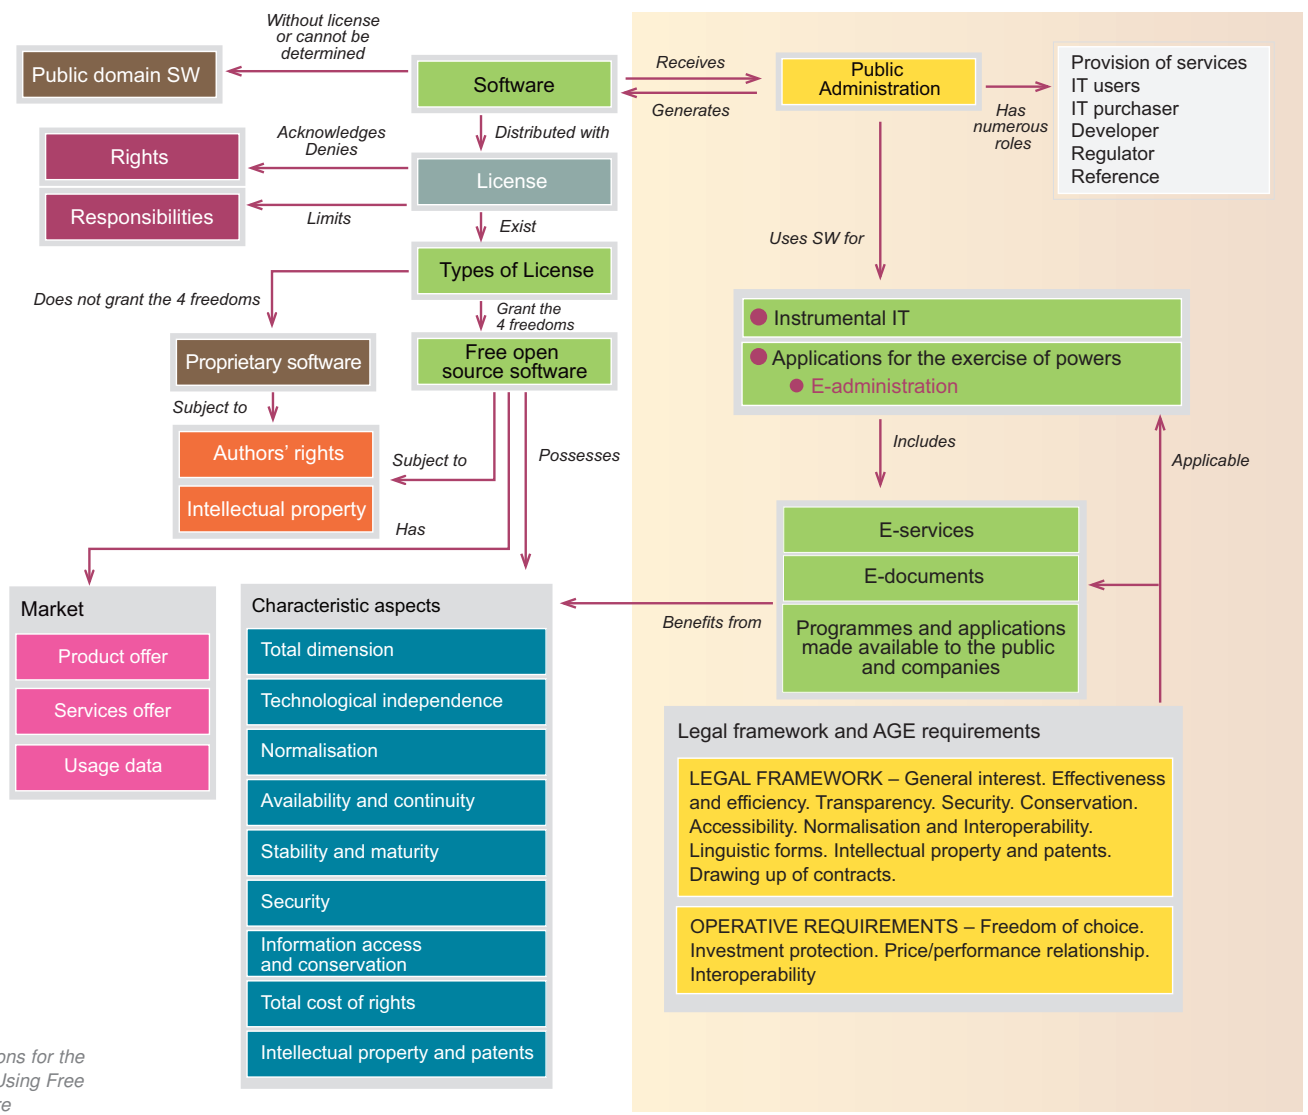 Without license
or cannot be
determined
Public domain SW
Software
Receives
Generates
Public
Administration
Has
numerous
roles
Provision of services
IT users
IT purchaser
Developer
Regulator
Reference
Acknowledges
Denies
Distributed with
Rights
License
Responsibilities
Limits
Exist
Uses SW for
Types of License
Does not grant the 4 freedoms
Grant the
4 freedoms
Instrumental IT
Applications for the exercise of powers
E-administration
Proprietary software
Free open
source software
Subject to
Authors’ rights
Intellectual property
Subject to
Possesses
Has
Includes
Applicable
E-services
E-documents
Programmes and applications
made available to the public
and companies
Benefits from
Market
Product offer
Services offer
Usage data
Characteristic aspects
Total dimension
Technological independence
Normalisation
Availability and continuity
Stability and maturity
Security
Information access
and conservation
Total cost of rights
Intellectual property and patents
Legal framework and AGE requirements
LEGAL FRAMEWORK – General interest. Effectiveness
and efficiency. Transparency. Security. Conservation.
Accessibility. Normalisation and Interoperability.
Linguistic forms. Intellectual property and patents.
Drawing up of contracts.
OPERATIVE REQUIREMENTS – Freedom of choice.
Investment protection. Price/performance relationship.
Interoperability
ons for the
Using Free
re